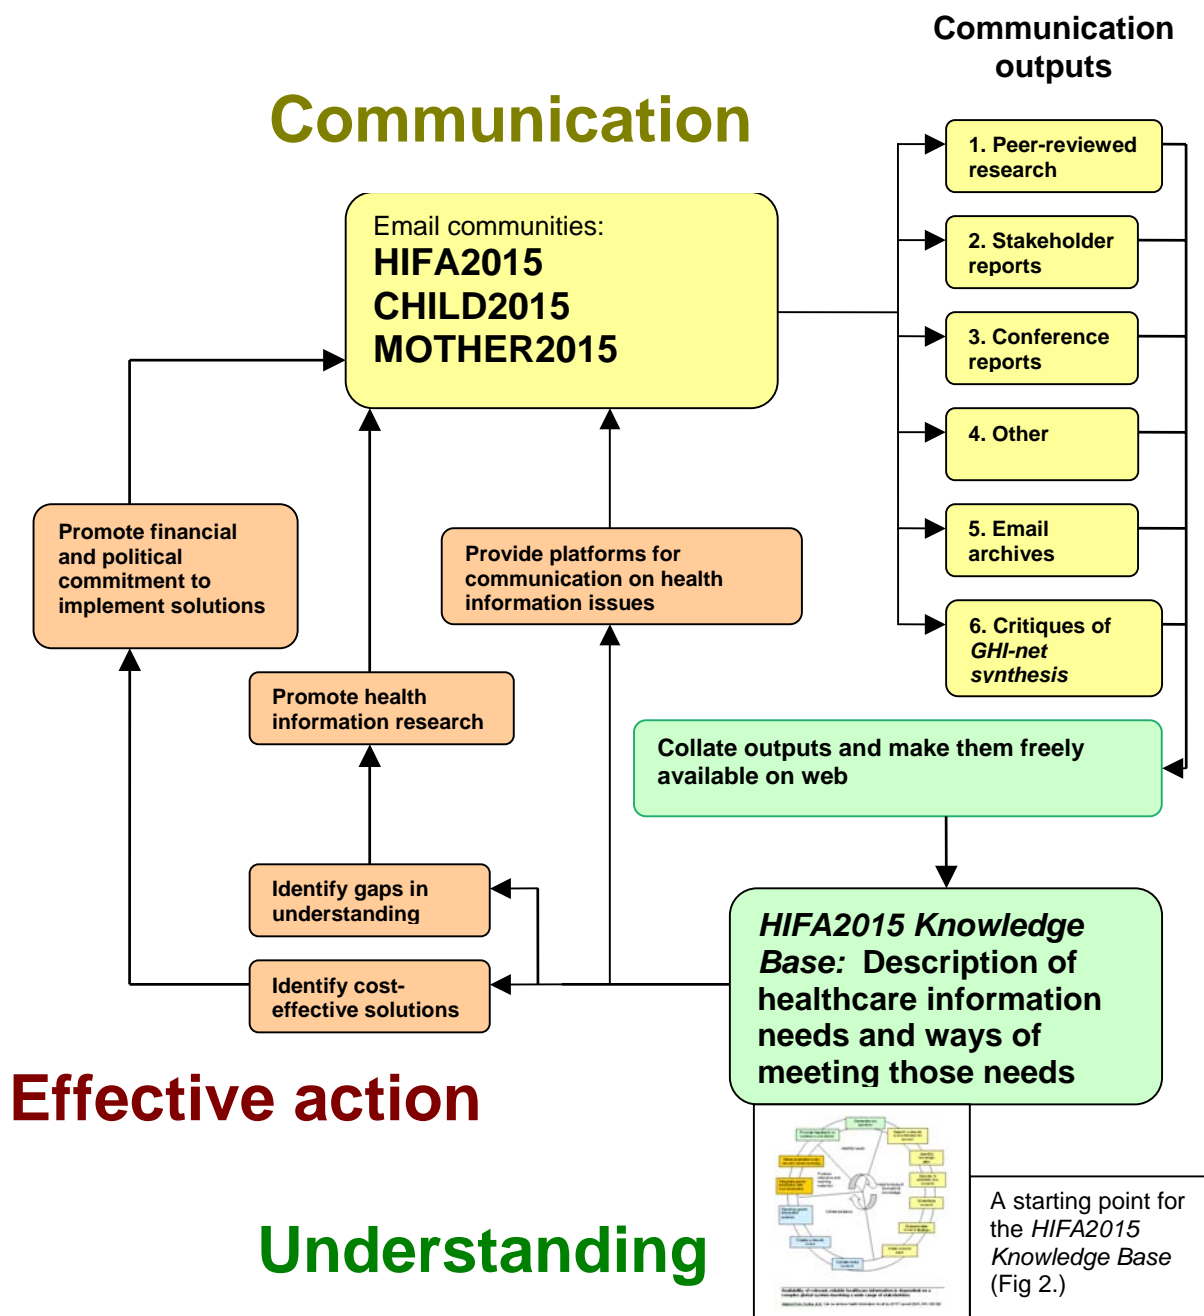 Communication
outputs
Communication
1. Peer-reviewed
research
2. Stakeholder
reports
3. Conference
reports
4. Other
5. Email
archives
6. Critiques of
GHI-net
synthesis
Email communities:
HIFA2015
CHILD2015
MOTHER2015
Promote financial
and political
commitment to
implement solutions
Provide platforms for
communication on health
information issues
Promote health
information research
Collate outputs and make them freely
available on web
Identify gaps in
understanding
Identify cost-
effective solutions
HIFA2015 Knowledge
Base: Description of
healthcare information
needs and ways of
meeting those needs
Effective action
Understanding
A starting point for
the HIFA2015
Knowledge Base
(Fig 2.)